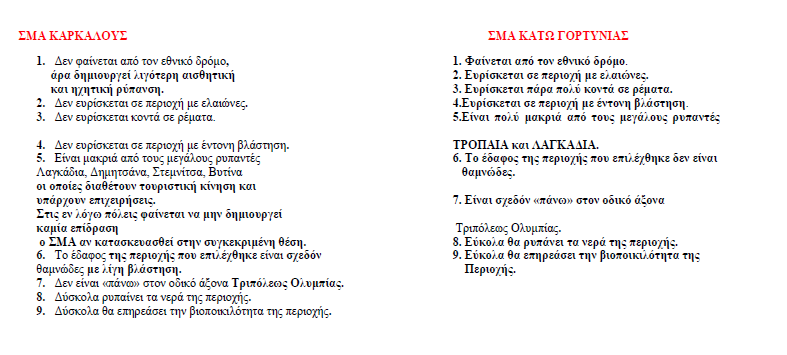 ΣΜΑ ΚΑΡΚΑΛΟΥΣ
1. Δεν φαίνεται από τον εθνικό δρόμο,
άρα δημιουργεί λιγότερη αισθητική
και ηχητική ρύπανση.
2. Δεν ευρίσκεται σε περιοχή με ελαιώνες.
3. Δεν ευρίσκεται κοντά σε ρέματα.
4. Δεν ευρίσκεται σε περιοχή με έντονη βλάστηση.
5. Είναι μακριά από τους μεγάλους ρυπαντές
Λαγκάδια, Δημητσάνα, Στεμνίτσα, Βυτίνα
οι οποίες διαθέτουν τουριστική κίνηση και
υπάρχουν επιχειρήσεις.
Στις εν λόγω πόλεις φαίνεται να μην δημιουργεί
καμία επίδραση
ο ΣΜΑ αν κατασκευασθεί στην συγκεκριμένη θέση.
6. Το έδαφος της περιοχής που επιλέχθηκε είναι σχεδόν
θαμνώδες με λίγη βλάστηση.
7. Δεν είναι «πάνω» στον οδικό άξονα Τριπόλεως Ολυμπίας.
8. Δύσκολα ρυπαίνει τα νερά της περιοχής.
9. Δύσκολα θα επηρεάσει την βιοποικιλότητα της περιοχής.
ΣΜΑ ΚΑΤΩ ΓΟΡΤΥΝΙΑΣ
1. Φαίνεται από τον εθνικό δρόμο.
2. Ευρίσκεται σε περιοχή με ελαιώνες.
3. Ευρίσκεται πάρα πολύ κοντά σε ρέματα.
4.Ευρίσκεται σε περιοχή με έντονη βλάστηση.
5.Είναι πολύ μακριά από τους μεγάλους ρυπαντές
ΤΡΟΠΑΙΑ και ΛΑΓΚΑΔΙΑ.
6. Το έδαφος της περιοχής που επιλέχθηκε δεν είναι
θαμνώδες.
7. Είναι σχεδόν «πάνω» στον οδικό άξονα
Τριπόλεως Ολυμπίας.
8. Εύκολα θα ρυπάνει τα νερά της περιοχής.
9. Εύκολα θα επηρεάσει την βιοποικιλότητα της
Περιοχής.